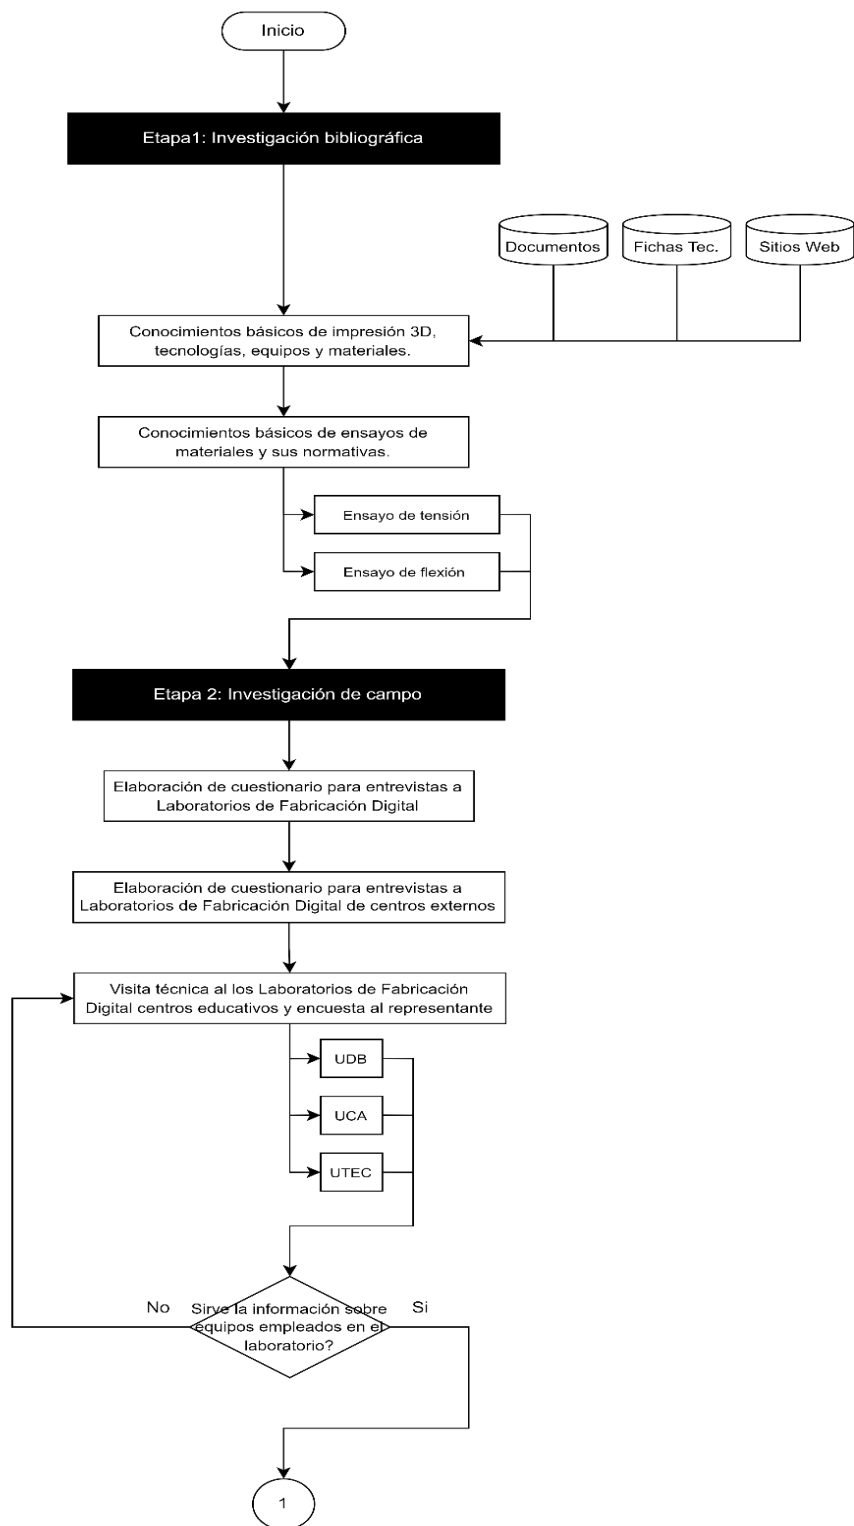 Inicio
Etapa1: Investigación bibliográfica
Documentos
Fichas Tec.
Sitios Web
Conocimientos básicos de impresión 3D,
tecnologías, equipos y materiales.
Conocimientos básicos de ensayos de
materiales y sus normativas.
Ensayo de tensión
Ensayo de flexión
Etapa 2: Investigación de campo
Elaboración de cuestionario para entrevistas a
Laboratorios de Fabricación Digital
Elaboración de cuestionario para entrevistas a
Laboratorios de Fabricación Digital de centros externos
Visita técnica al los Laboratorios de Fabricación
Digital centros educativos y encuesta al representante
UDB
UCA
UTEC
No
Sirve la información sobre
equipos empleados en el
laboratorio?
Si
1